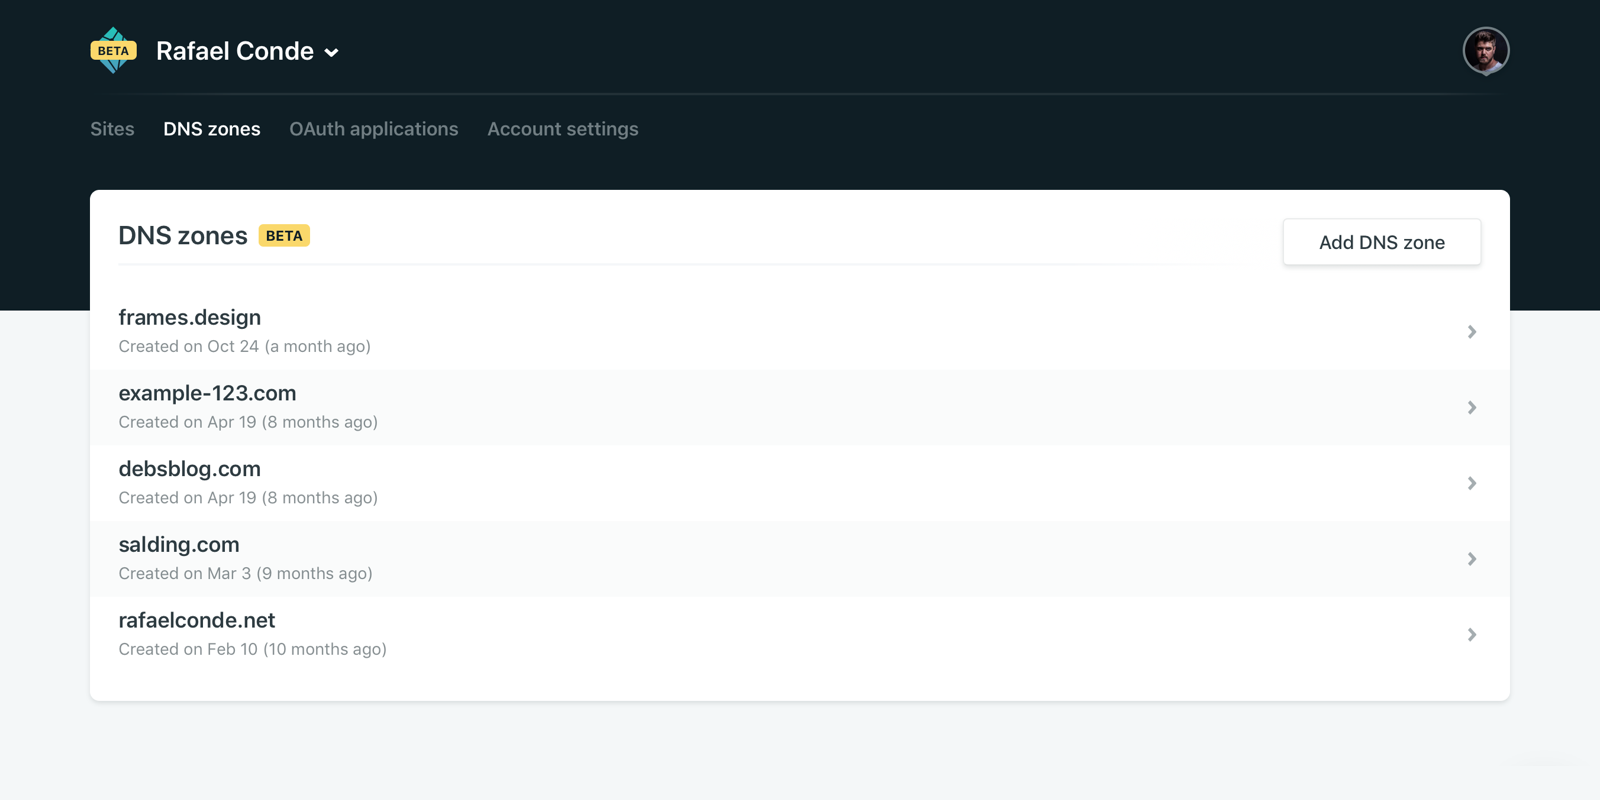 BETA
Rafael Conde
Sites
DNS zones
OAuth applications
Account settings
DNS zones BETA
Add DNS zone
frames.design
Created on Oct 24 (a month ago)
example-123.com
Created on Apr 19 (8 months ago)
debsblog.com
Created on Apr 19 (8 months ago)
salding.com
Created on Mar 3 (9 months ago)
rafaelconde.net
Created on Feb 10 (10 months ago)